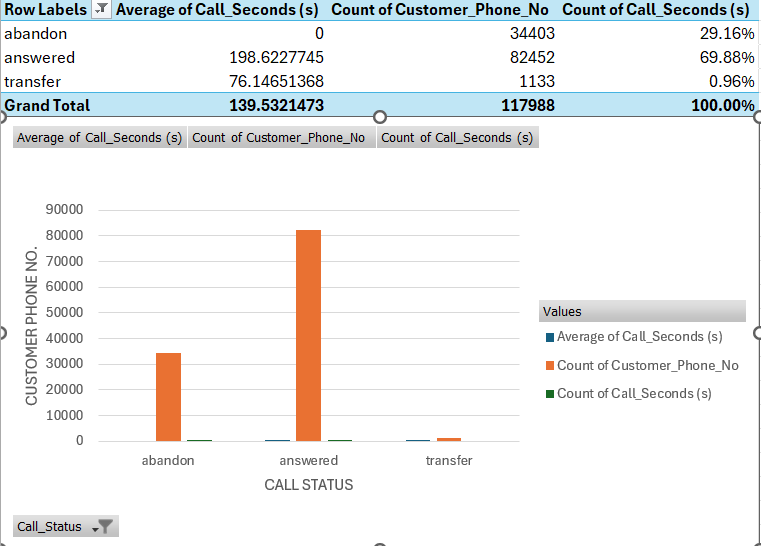 Row Labels Average of Call_Seconds (s) Count of Customer_Phone_No Count of Call_Seconds (s)
abandon 0 34403 29.16%
answered 198.6227745 82452 69.88%
transfer 76.14651368 1133 0.96%
Grand Total 139.5321473 117988 100.00%
Average of Call_Seconds (s) Count of Customer_Phone_No Count of Call_Seconds (s)
90000
80000
70000
60000
50000
40000
30000
20000
10000
0
CUSTOMER PHONE NO.
abandon answered transfer
CALL STATUS
Values
Average of Call_Seconds (s)
Count of Customer_Phone_No
Count of Call_Seconds (s)
Call_Status